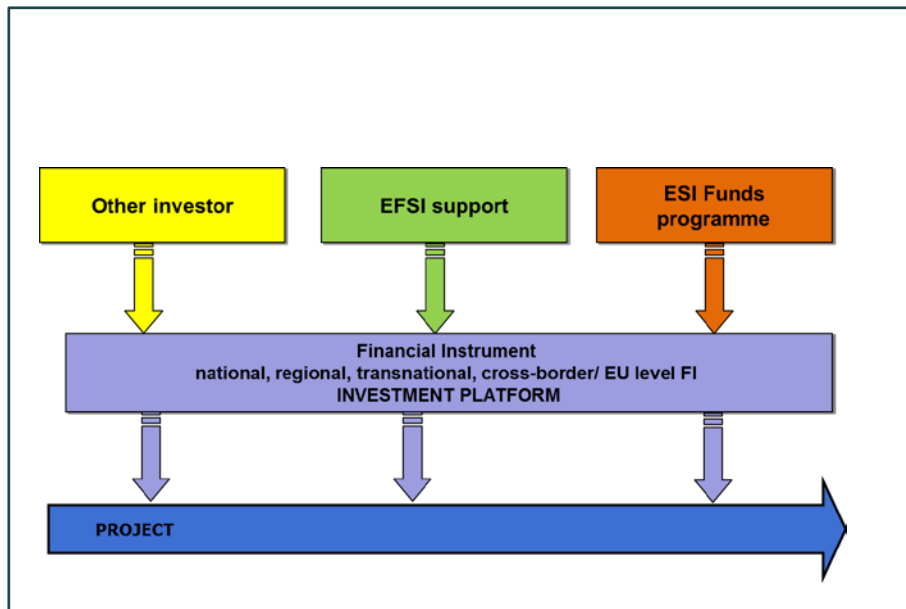 Other investor
EFSI support
ESI Funds
programme
Financial Instrument
national, regional, transnational, cross-border/ EU level FI
INVESTMENT PLATFORM
PROJECT